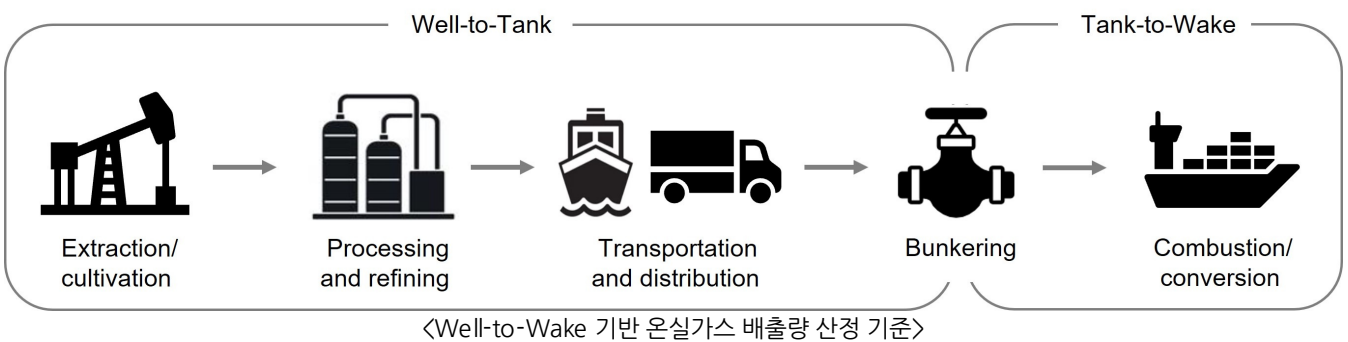 Well-to-Tank
Tank-to-Wake
Extraction/
cultivation
Processing
and refining
Transportation
and distribution
Bunkering
Combustion/
conversion
<Well-to-Wake 기반 온실가스 배출량 산정 기준>